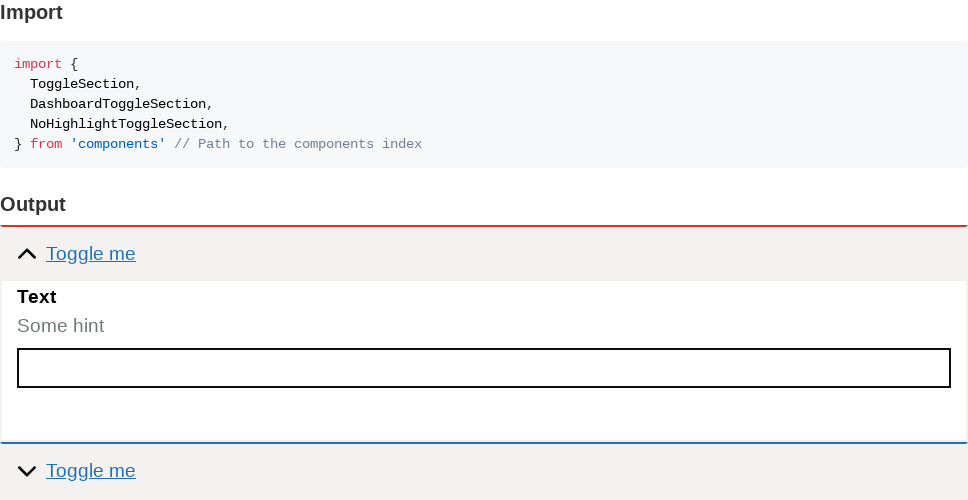 Import
import {
  ToggleSection,
  DashboardToggleSection,
  NoHighlightToggleSection,
} from 'components' // Path to the components index
Output
Toggle me
Text
Some hint
Toggle me